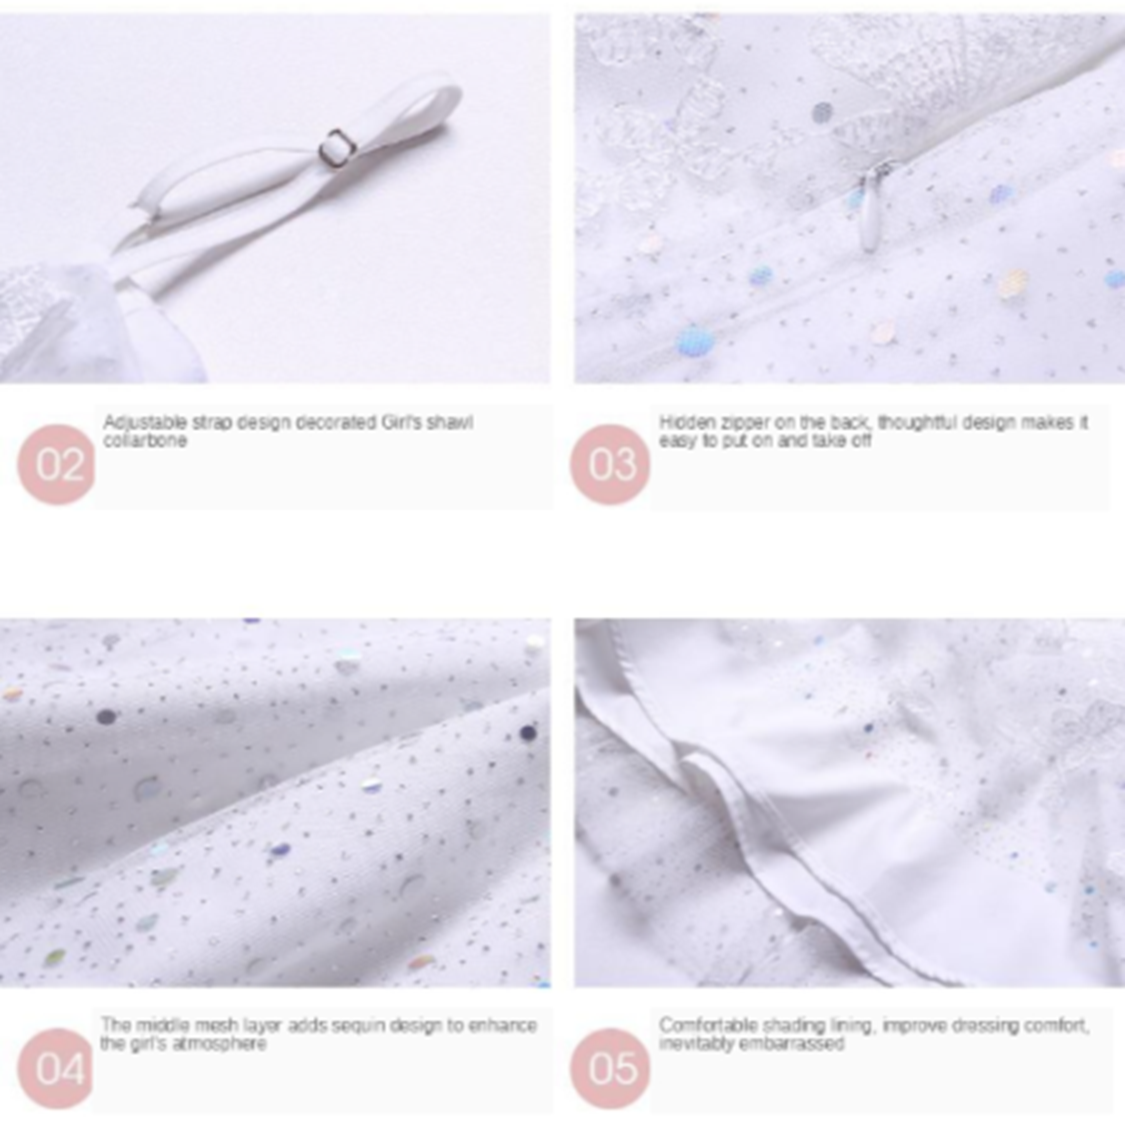 02
Adjustable strap design decorated Girl's shawl
collarbone
03
Hidden zipper on the back, thoughtful design makes it
easy to put on and take off
04
The middle mesh layer adds sequin design to enhance
the girl's atmosphere
05
Comfortable shading lining, improve dressing comfort,
inevitably embarrassed